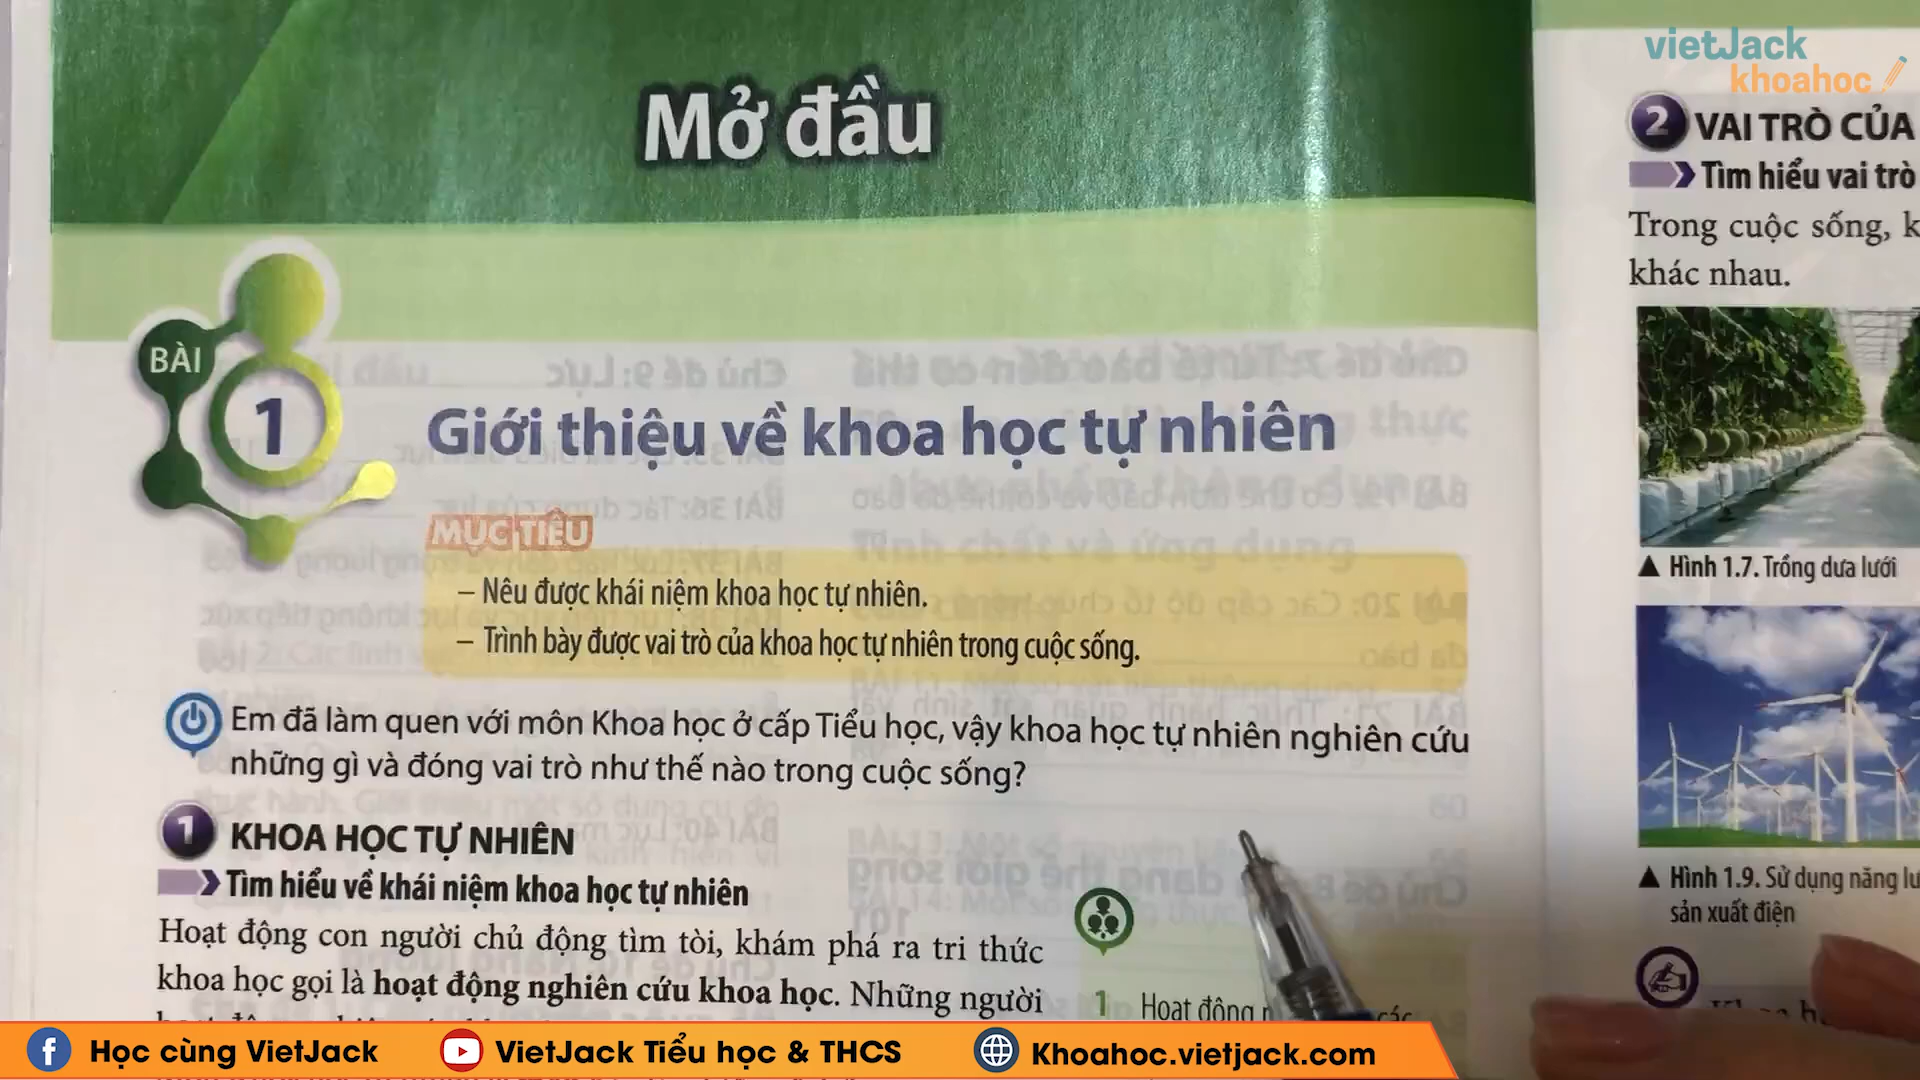 vietJack
khoahoc
Mở đầu
BÀI
1
Giới thiệu về khoa học tự nhiên
MỤC TIÊU
– Nêu được khái niệm khoa học tự nhiên.
– Trình bày được vai trò của khoa học tự nhiên trong cuộc sống.
Em đã làm quen với môn Khoa học ở cấp Tiểu học, vậy khoa học tự nhiên nghiên cứu
những gì và đóng vai trò như thế nào trong cuộc sống?
1 KHOA HỌC TỰ NHIÊN
Tìm hiểu về khái niệm khoa học tự nhiên
Hoạt động con người chủ động tìm tòi, khám phá ra tri thức
khoa học gọi là hoạt động nghiên cứu khoa học. Những người
1 Hoạt động
2 VAI TRÒ CỦA
Tìm hiểu vai trò
Trong cuộc sống, k
khác nhau.
▲ Hình 1.7. Trồng dưa lưới
▲ Hình 1.9. Sử dụng năng lư
sản xuất điện
Học cùng VietJack
VietJack Tiểu học & THCS
Khoahoc.vietjack.com